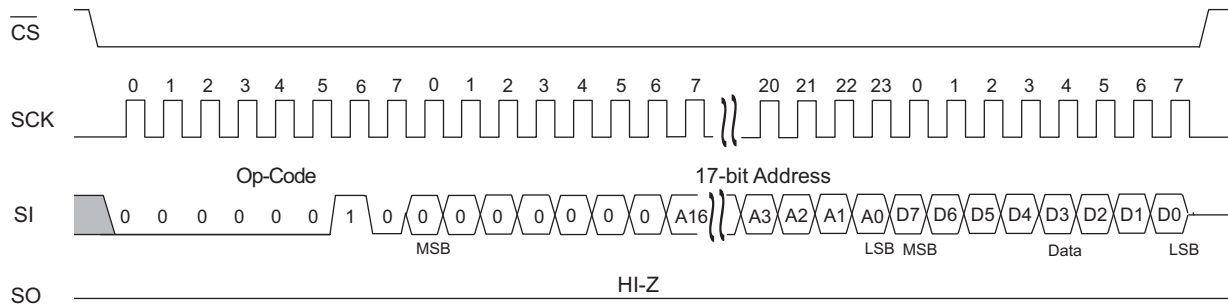 CS
0 1 2 3 4 5 6 7 0 1 2 3 4 5 6 7 20 21 22 23 0 1 2 3 4 5 6 7
SCK
Op-Code 17-bit Address
SI 0 0 0 0 0 0 1 0 0 0 0 0 0 0 0 A16 A3 A2 A1 A0 D7 D6 D5 D4 D3 D2 D1 D0
MSB LSB MSB Data LSB
HI-Z
SO